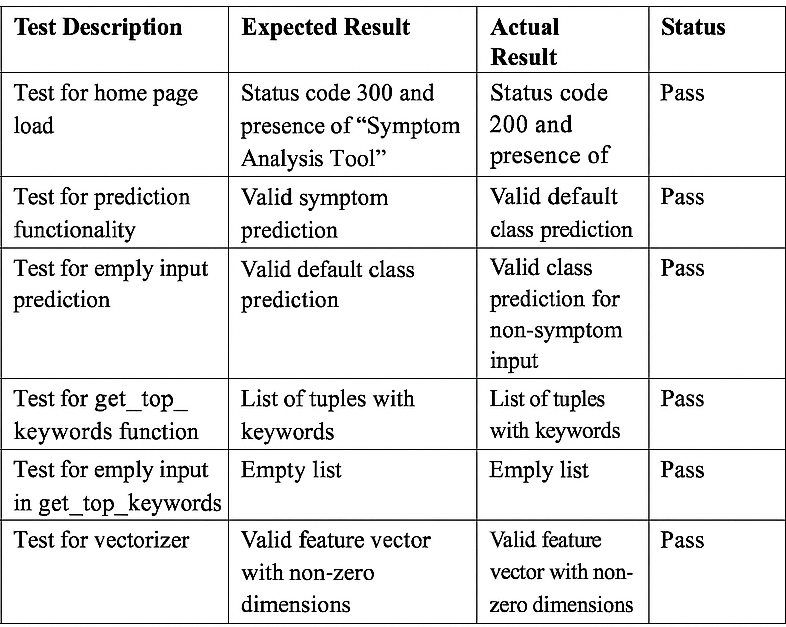 Test Description Expected Result Actual Result Status
Test for home page load
Status code 300 and presence of “Symptom Analysis Tool”
Status code 200 and presence of
Pass
Test for prediction functionality
Valid symptom prediction
Valid default class prediction
Pass
Test for emply input prediction
Valid default class prediction
Valid class prediction for non-symptom input
Pass
Test for get_top_ keywords function
List of tuples with keywords
List of tuples with keywords
Pass
Test for emply input in get_top_keywords
Empty list
Emply list
Pass
Test for vectorizer
Valid feature vector with non-zero dimensions
Valid feature vector with non-zero dimensions
Pass